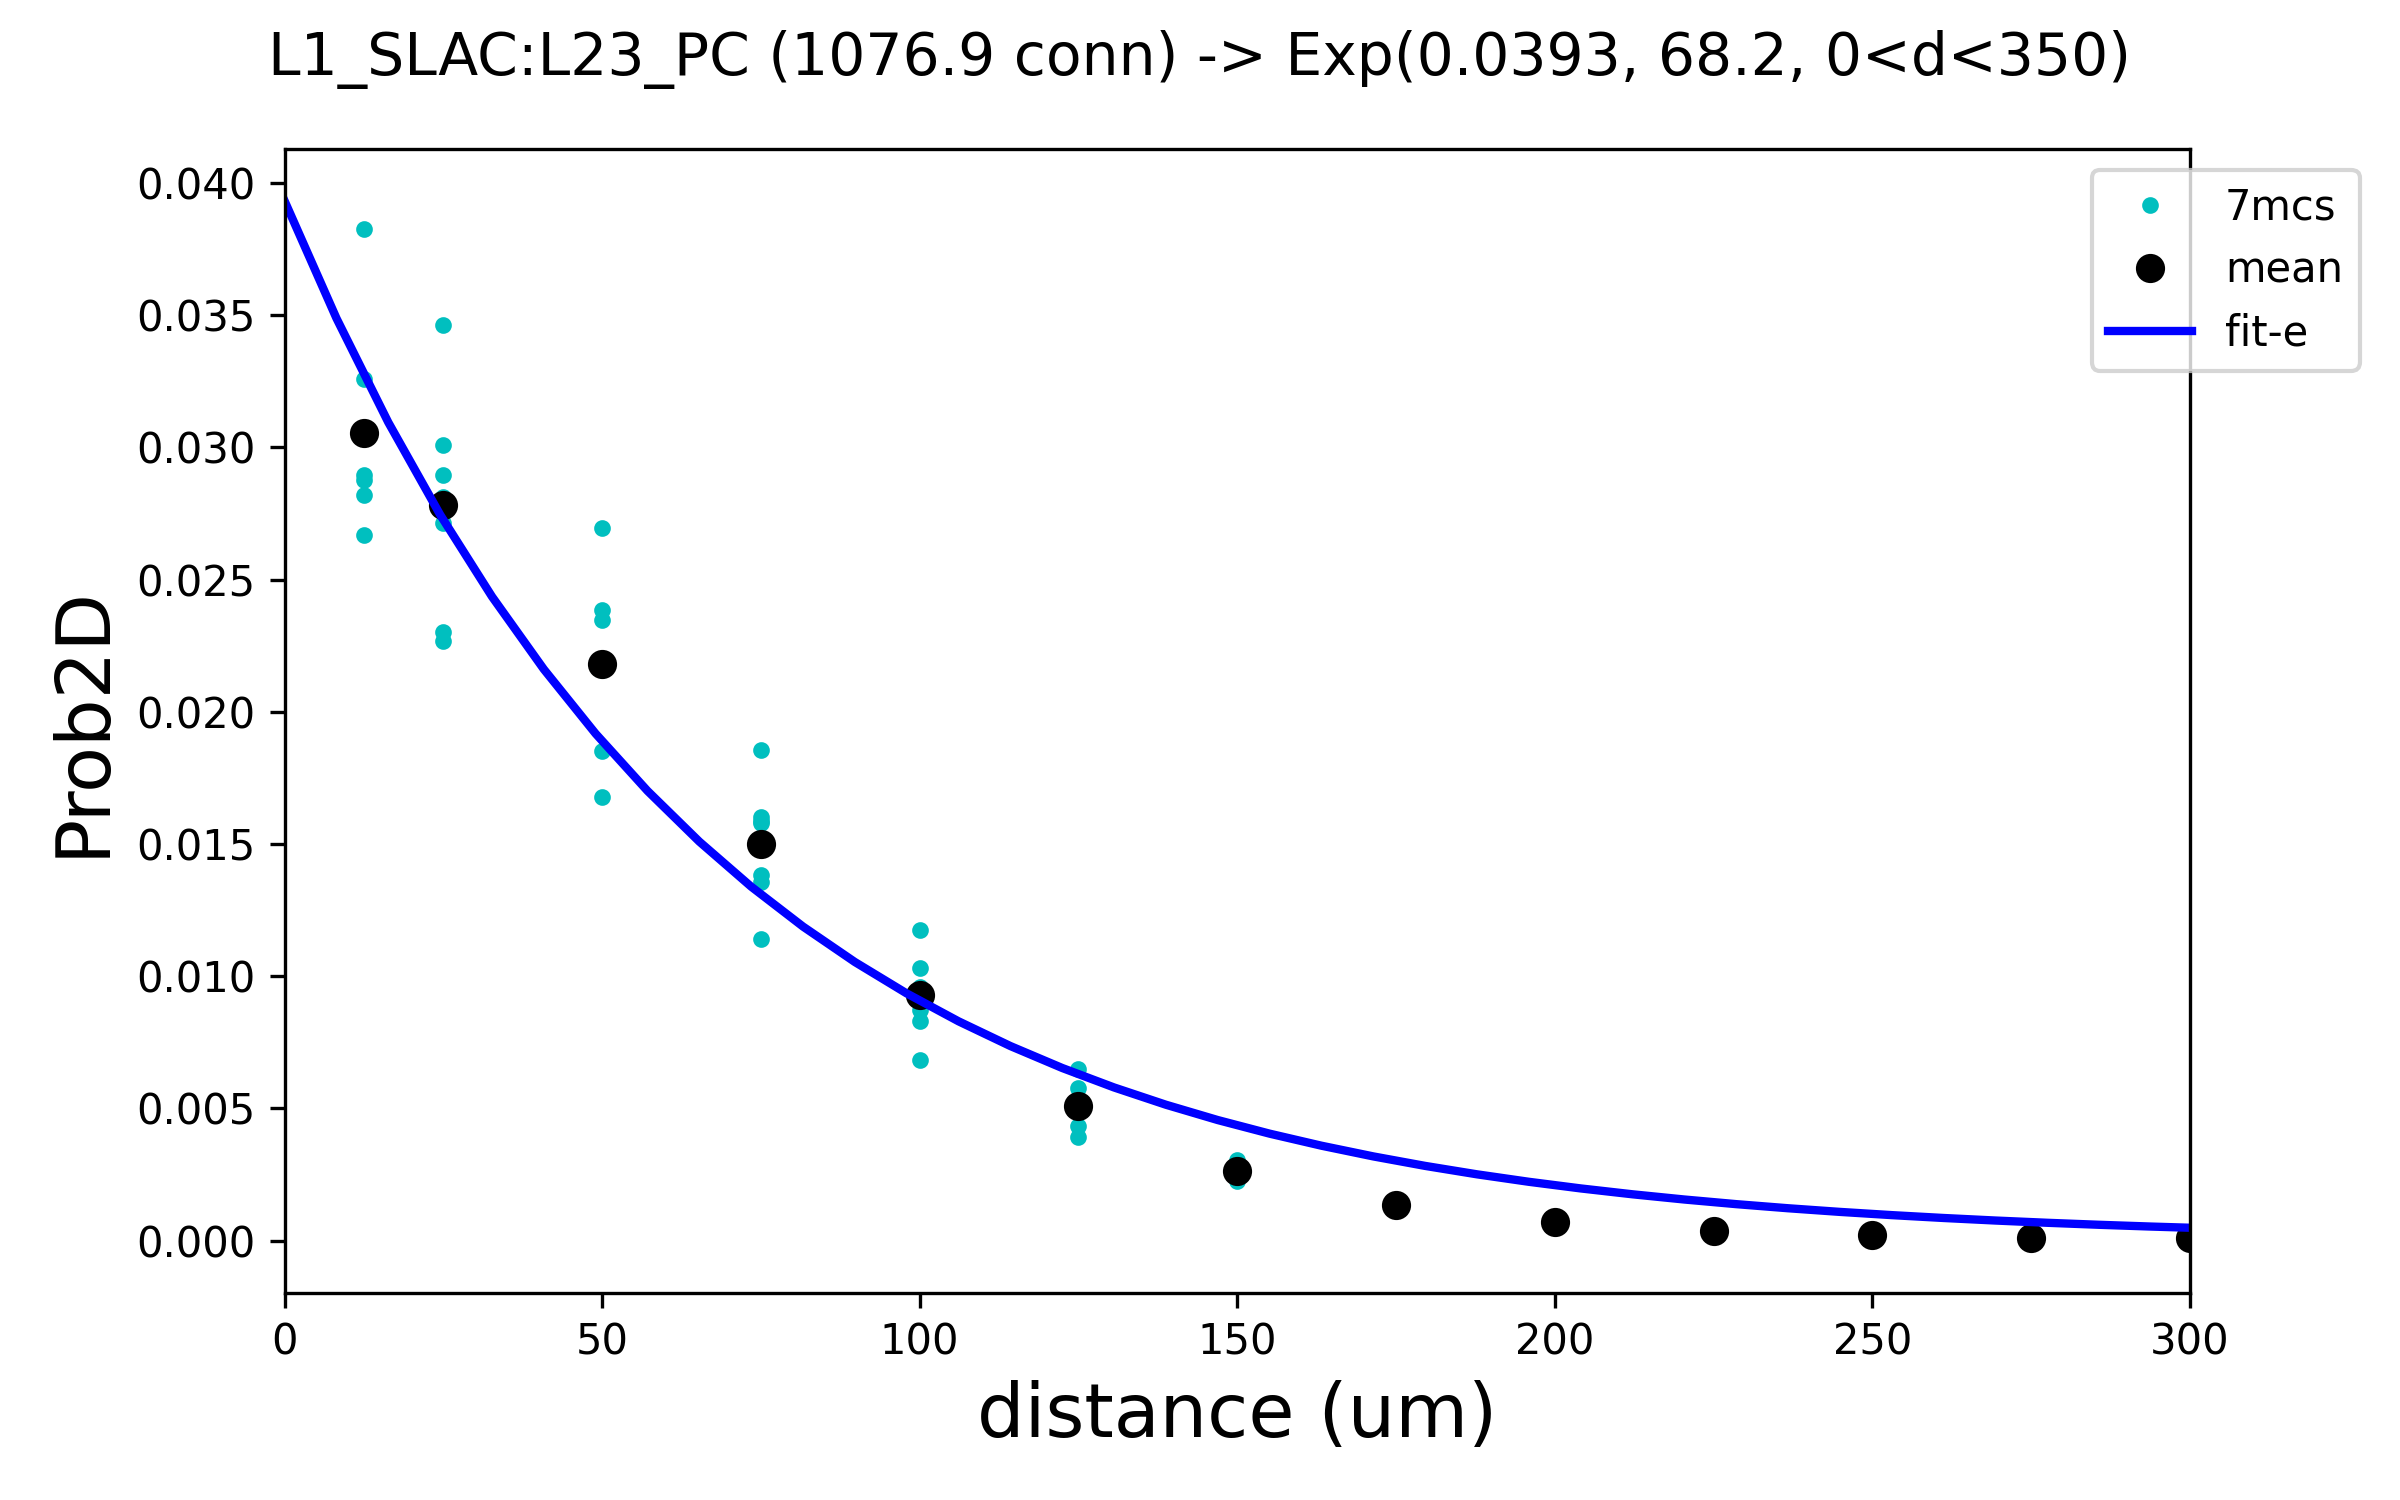 L1_SLAC:L23_PC (1076.9 conn) -> Exp(0.0393, 68.2, 0<d<350)
0.040
0.035
0.030
0.025
0.020
0.015
0.010
0.005
0.000
Prob2D
7mcs
mean
fit-e
0 50 100 150 200 250 300
distance (um)